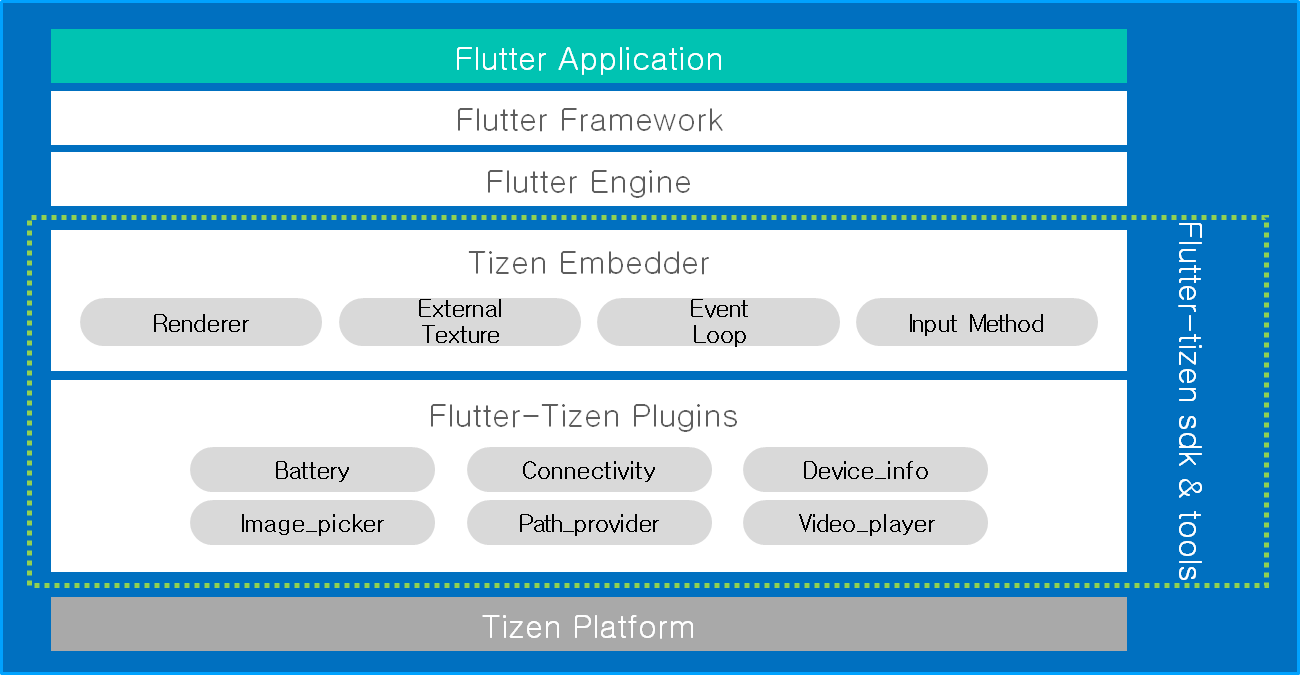 Flutter Application
Flutter Framework
Flutter Engine
Tizen Embedder
Renderer
External
Texture
Event
Loop
Input Method
Flutter-Tizen Plugins
Battery
Connectivity
Device_info
Image_picker
Path_provider
Video_player
Flutter-tizen sdk & tools
Tizen Platform